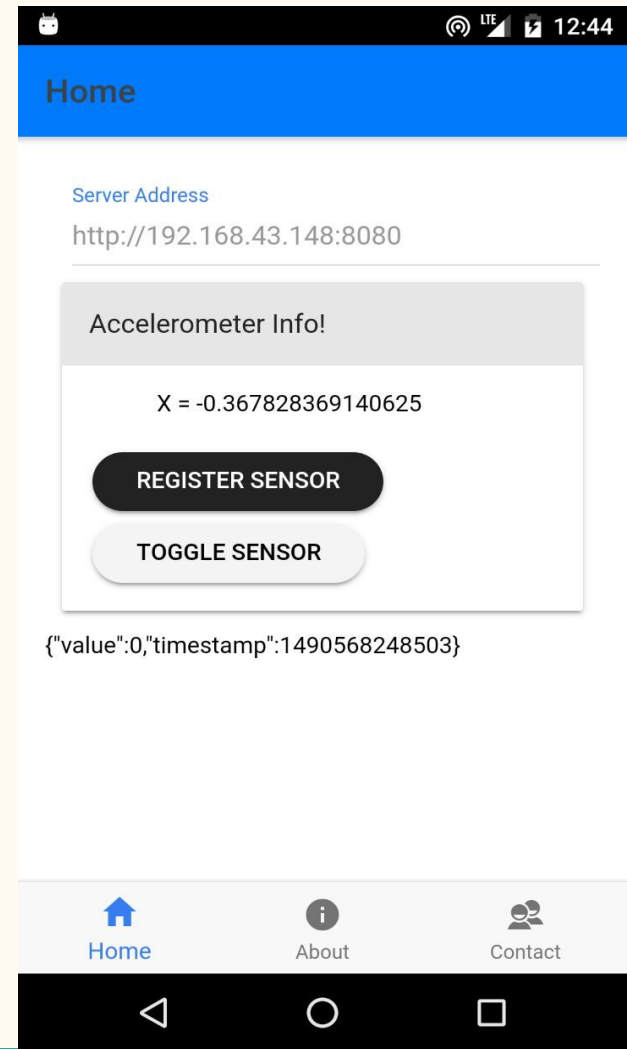 LTE 12:44
Home
Server Address
http://192.168.43.148:8080
Accelerometer Info!
X = -0.367828369140625
REGISTER SENSOR
TOGGLE SENSOR
{"value":0,"timestamp":1490568248503}
Home About Contact